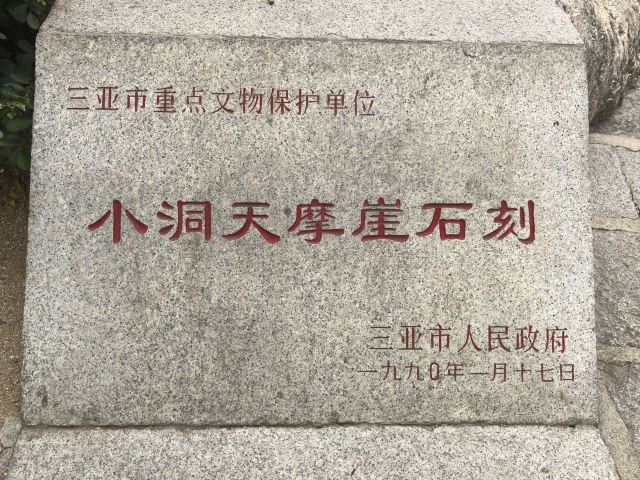 三亚市重点文物保护单位
小洞天摩崖石刻
三亚市人民政府
一九九0年一月十七日